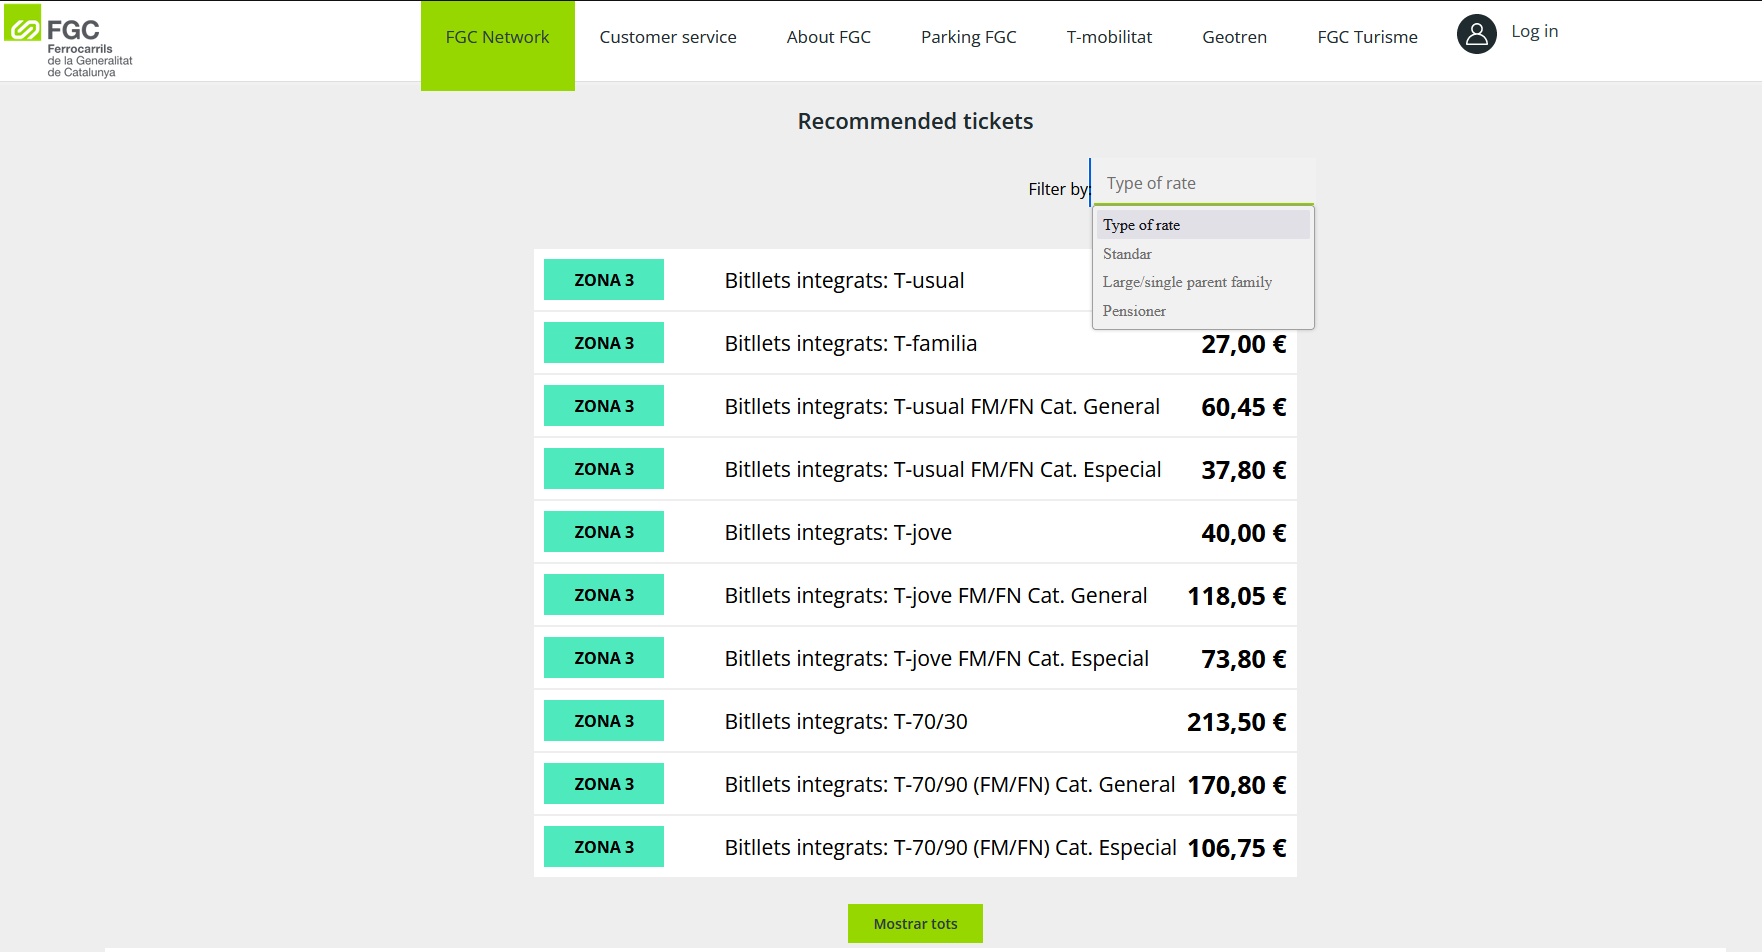 FGC
Ferrocarrils
de la Generalitat
de Catalunya
FGC Network
Customer service
About FGC
Parking FGC
T-mobilitat
Geotren
FGC Turisme
Log in
Recommended tickets
Filter by:
Type of rate
Type of rate
Standar
Large/single parent family
Pensioner
ZONA 3 Bitllets integrats: T-usual
ZONA 3 Bitllets integrats: T-familia 27,00 €
ZONA 3 Bitllets integrats: T-usual FM/FN Cat. General 60,45 €
ZONA 3 Bitllets integrats: T-usual FM/FN Cat. Especial 37,80 €
ZONA 3 Bitllets integrats: T-jove 40,00 €
ZONA 3 Bitllets integrats: T-jove FM/FN Cat. General 118,05 €
ZONA 3 Bitllets integrats: T-jove FM/FN Cat. Especial 73,80 €
ZONA 3 Bitllets integrats: T-70/30 213,50 €
ZONA 3 Bitllets integrats: T-70/90 (FM/FN) Cat. General 170,80 €
ZONA 3 Bitllets integrats: T-70/90 (FM/FN) Cat. Especial 106,75 €
Mostrar tots